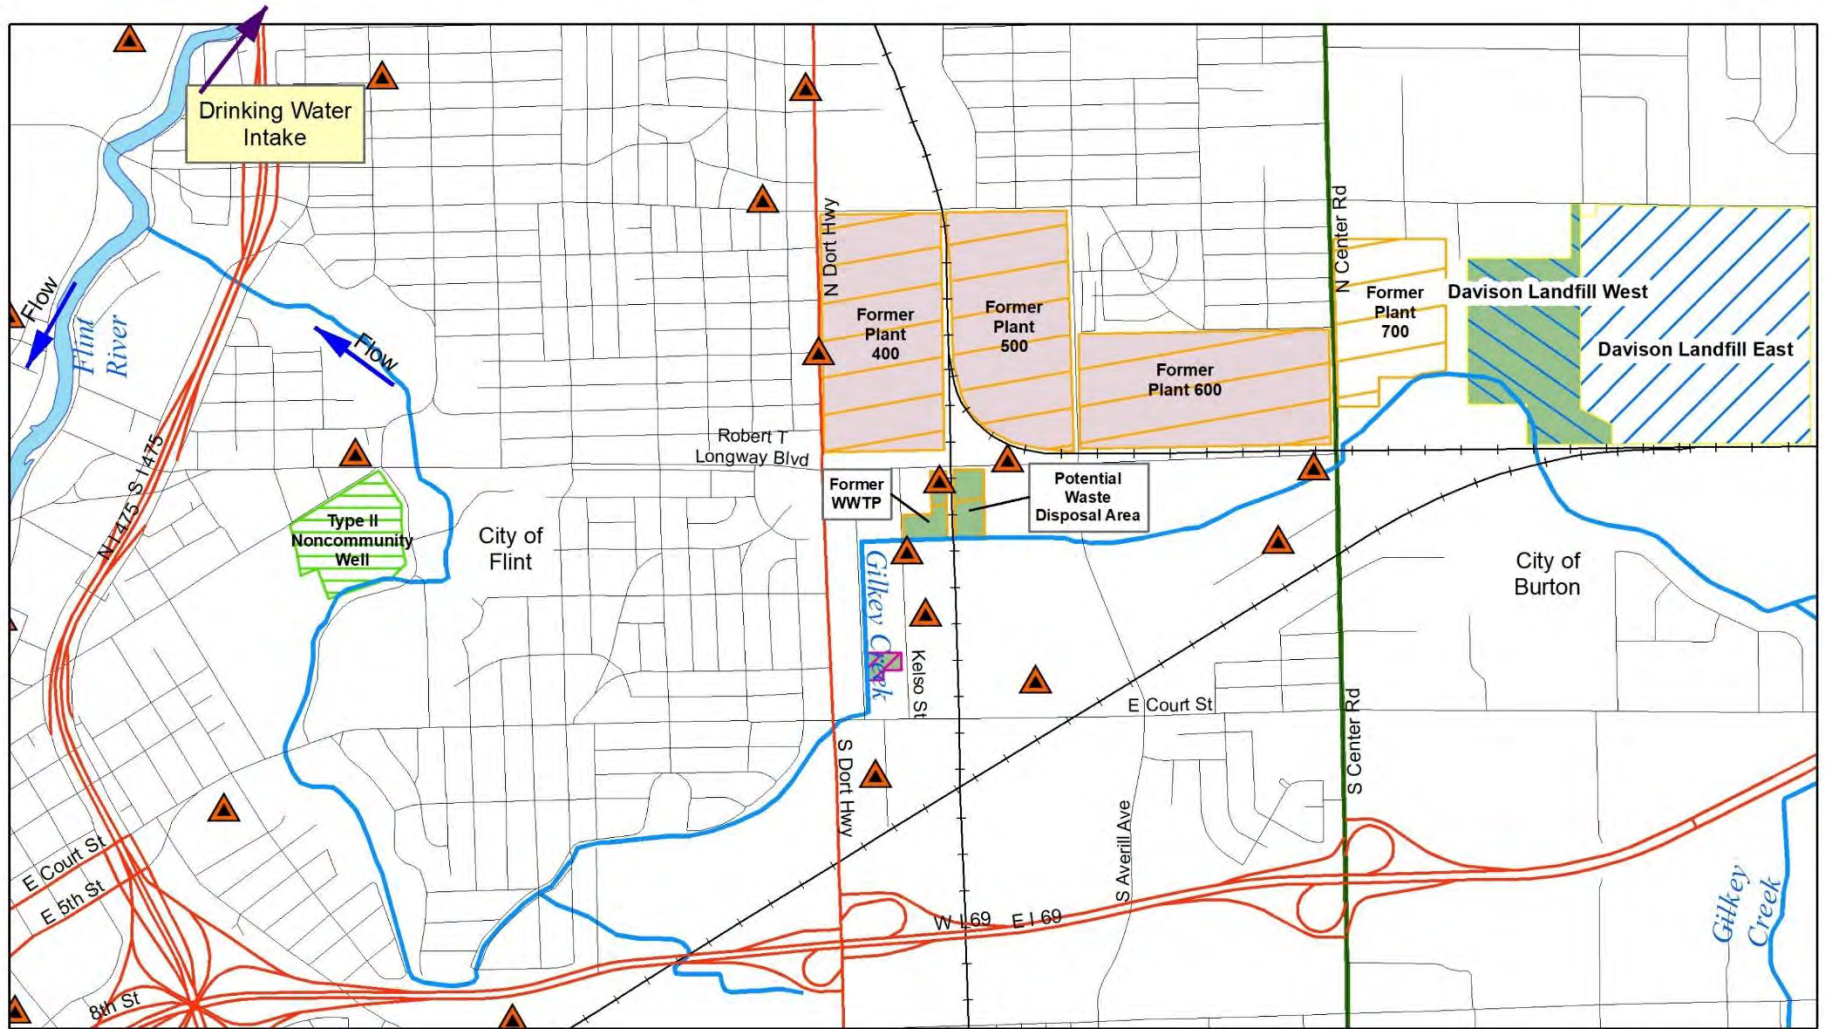 Drinking Water
Intake
Flow
Flint
River
Flow
N Dort Hwy
N Center Rd
Former
Plant
400
Former
Plant
500
Former
Plant 600
Former
Plant
700
Davison Landfill West
Davison Landfill East
Robert T
Longway Blvd
N I 475 S I 475
Type II
Noncommunity
Well
City of
Flint
Former
WWTP
Potential
Waste
Disposal Area
City of
Burton
Gilkey Creek
Kelso St
E Court St
S Dort Hwy
S Center Rd
S Averill Ave
E Court St
E 5th St
8th St
W I 69 E I 69
Gilkey
Creek